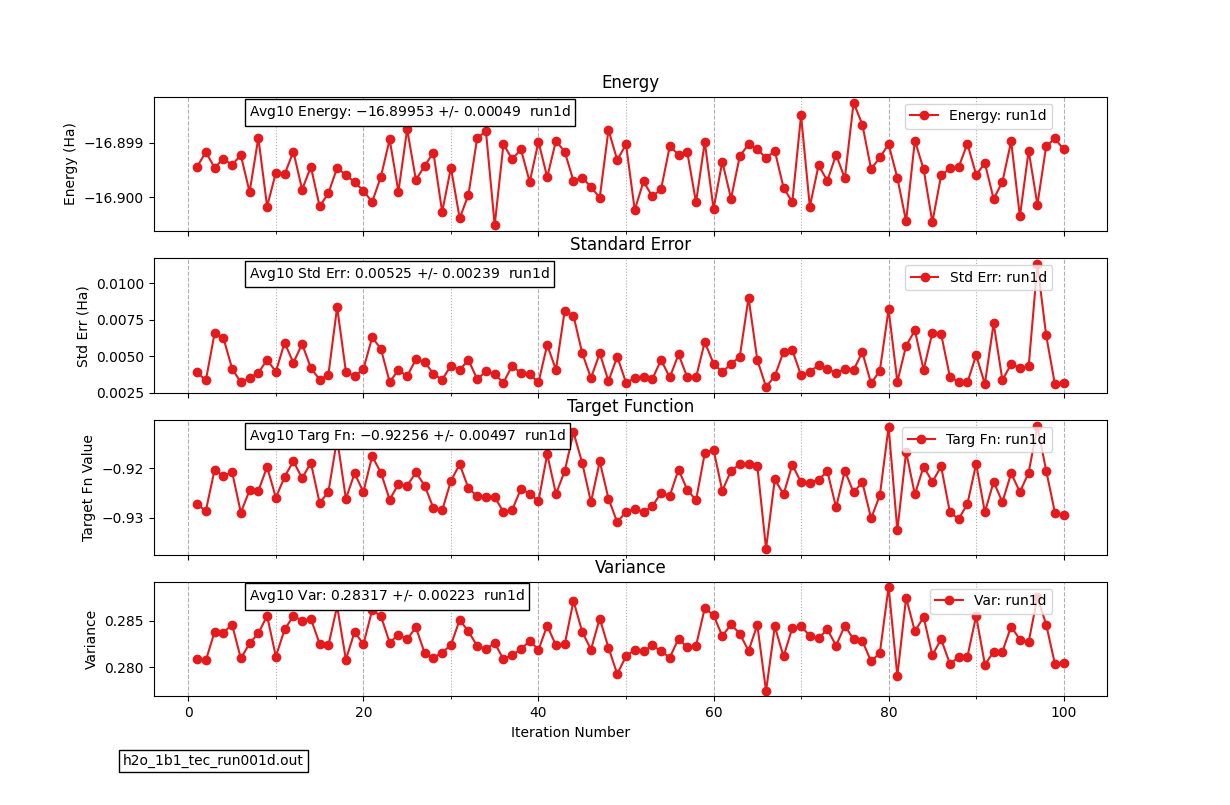 Energy
Avg10 Energy: −16.89953 +/- 0.00049 run1d
Energy: run1d
Energy (Ha)
−16.899
−16.900
Standard Error
Avg10 Std Err: 0.00525 +/- 0.00239 run1d
Std Err: run1d
Std Err (Ha)
0.0100
0.0075
0.0050
0.0025
Target Function
Avg10 Targ Fn: −0.92256 +/- 0.00497 run1d
Targ Fn: run1d
Target Fn Value
−0.92
−0.93
Variance
Avg10 Var: 0.28317 +/- 0.00223 run1d
Var: run1d
Variance
0.285
0.280
0 20 40 60 80 100
Iteration Number
h2o_1b1_tec_run001d.out